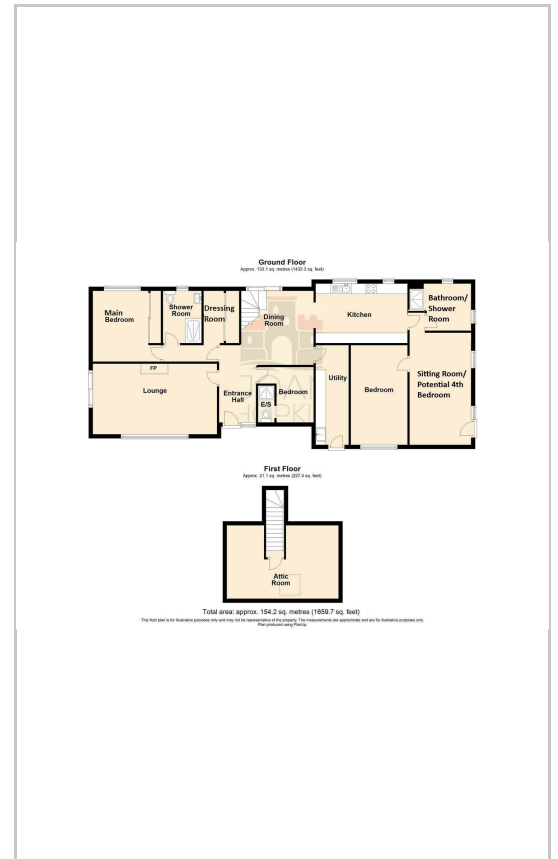 Ground Floor
Approx. 133.1 sq. metres (1432.3 sq. feet)
Main
Bedroom
Shower
Room
Dressing
Room
Dining
Room
Kitchen
Bathroom/
Shower
Room
FP
Lounge
Entrance
Hall
E/S
Bedroom
Utility
Bedroom
Sitting Room/
Potential 4th
Bedroom
First Floor
Approx. 21.1 sq. metres (227.4 sq. feet)
Attic
Room
Total area: approx. 154.2 sq. metres (1659.7 sq. feet)
This floor plan is for illustrative purposes only and may not be representative of the property. The measurements are approximate and are for illustrative purposes only.
Plan produced using PlanUp.